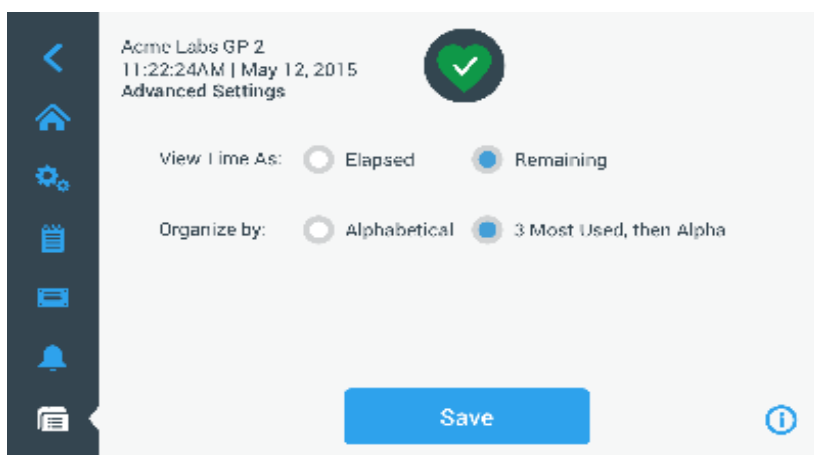 Acme Labs GP 2
11:22:24AM | May 12, 2015
Advanced Settings
View Time As: Elapsed Remaining
Organize by: Alphabetical 3 Most Used, then Alpha
Save